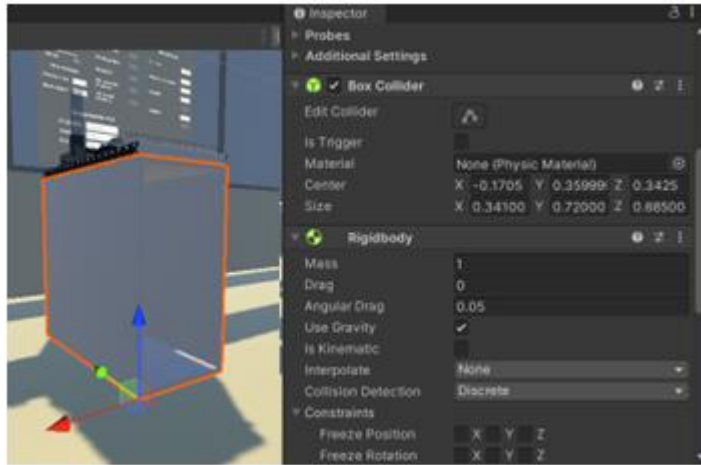 Inspector
Probes
Additional Settings
Box Collider
Edit Collider
Is Trigger
Material None (Physic Material)
Center X -0.1705 Y 0.35999 Z 0.3425
Size X 0.34100 Y 0.72000 Z 0.68500
Rigidbody
Mass 1
Drag 0
Angular Drag 0.05
Use Gravity
Is Kinematic
Interpolate None
Collision Detection Discrete
Constraints
Freeze Position X Y Z
Freeze Rotation X Y Z